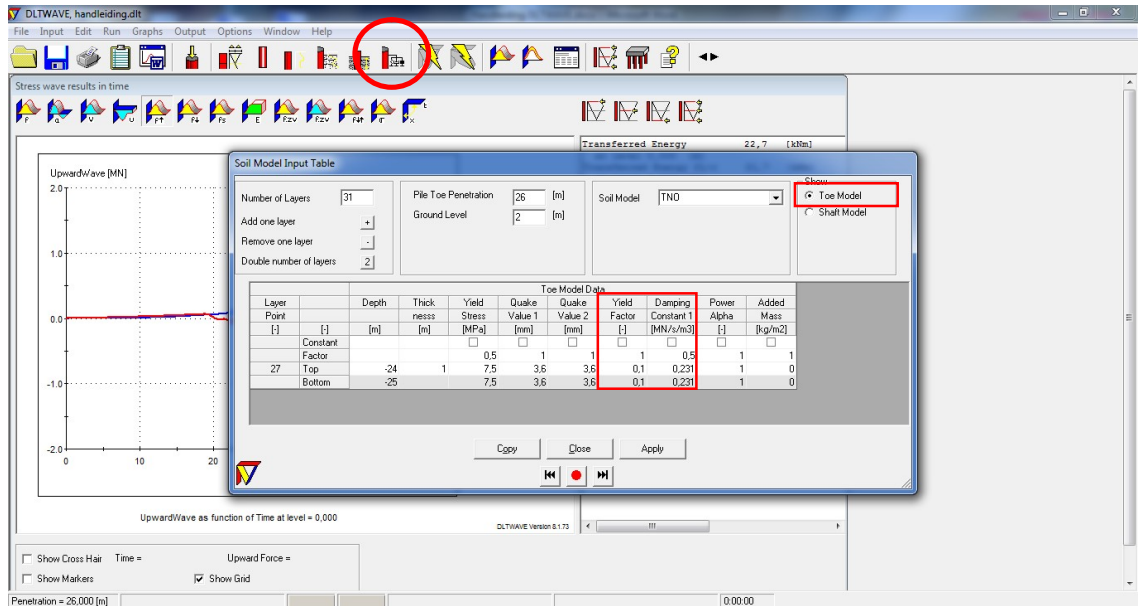 DLTWAVE, handleiding.dlt
File Input Edit Run Graphs Output Options Window Help
Stress wave results in time
P Q V U F↑ F↓ Fs E F,zv F,zv F↓↑ σ t x
Transferred Energy 22,7 [kNm]
UpwardWave [MN]
2.0
1.0
0.0
-1.0
-2.0
0 10 20
Soil Model Input Table
Number of Layers 31
Add one layer +
Remove one layer -
Double number of layers 2
Pile Toe Penetration 26 [m]
Ground Level 2 [m]
Soil Model TNO
Show
Toe Model
Shaft Model
Toe Model Data
Layer Depth Thick Yield Quake Quake Yield Damping Power Added
Point nesss Stress Value 1 Value 2 Factor Constant 1 Alpha Mass
[-] [-] [m] [m] [MPa] [mm] [mm] [-] [MN/s/m3] [-] [kg/m2]
Constant
Factor 0,5 1 1 1 0,5 1 1
27 Top -24 1 7,5 3,6 3,6 0,1 0,231 1 0
Bottom -25 7,5 3,6 3,6 0,1 0,231 1 0
Copy Close Apply
UpwardWave as function of Time at level = 0,000
DLTWAVE Version 8.1.73
Show Cross Hair Time = Upward Force =
Show Markers Show Grid
Penetration = 26,000 [m] 0:00:00